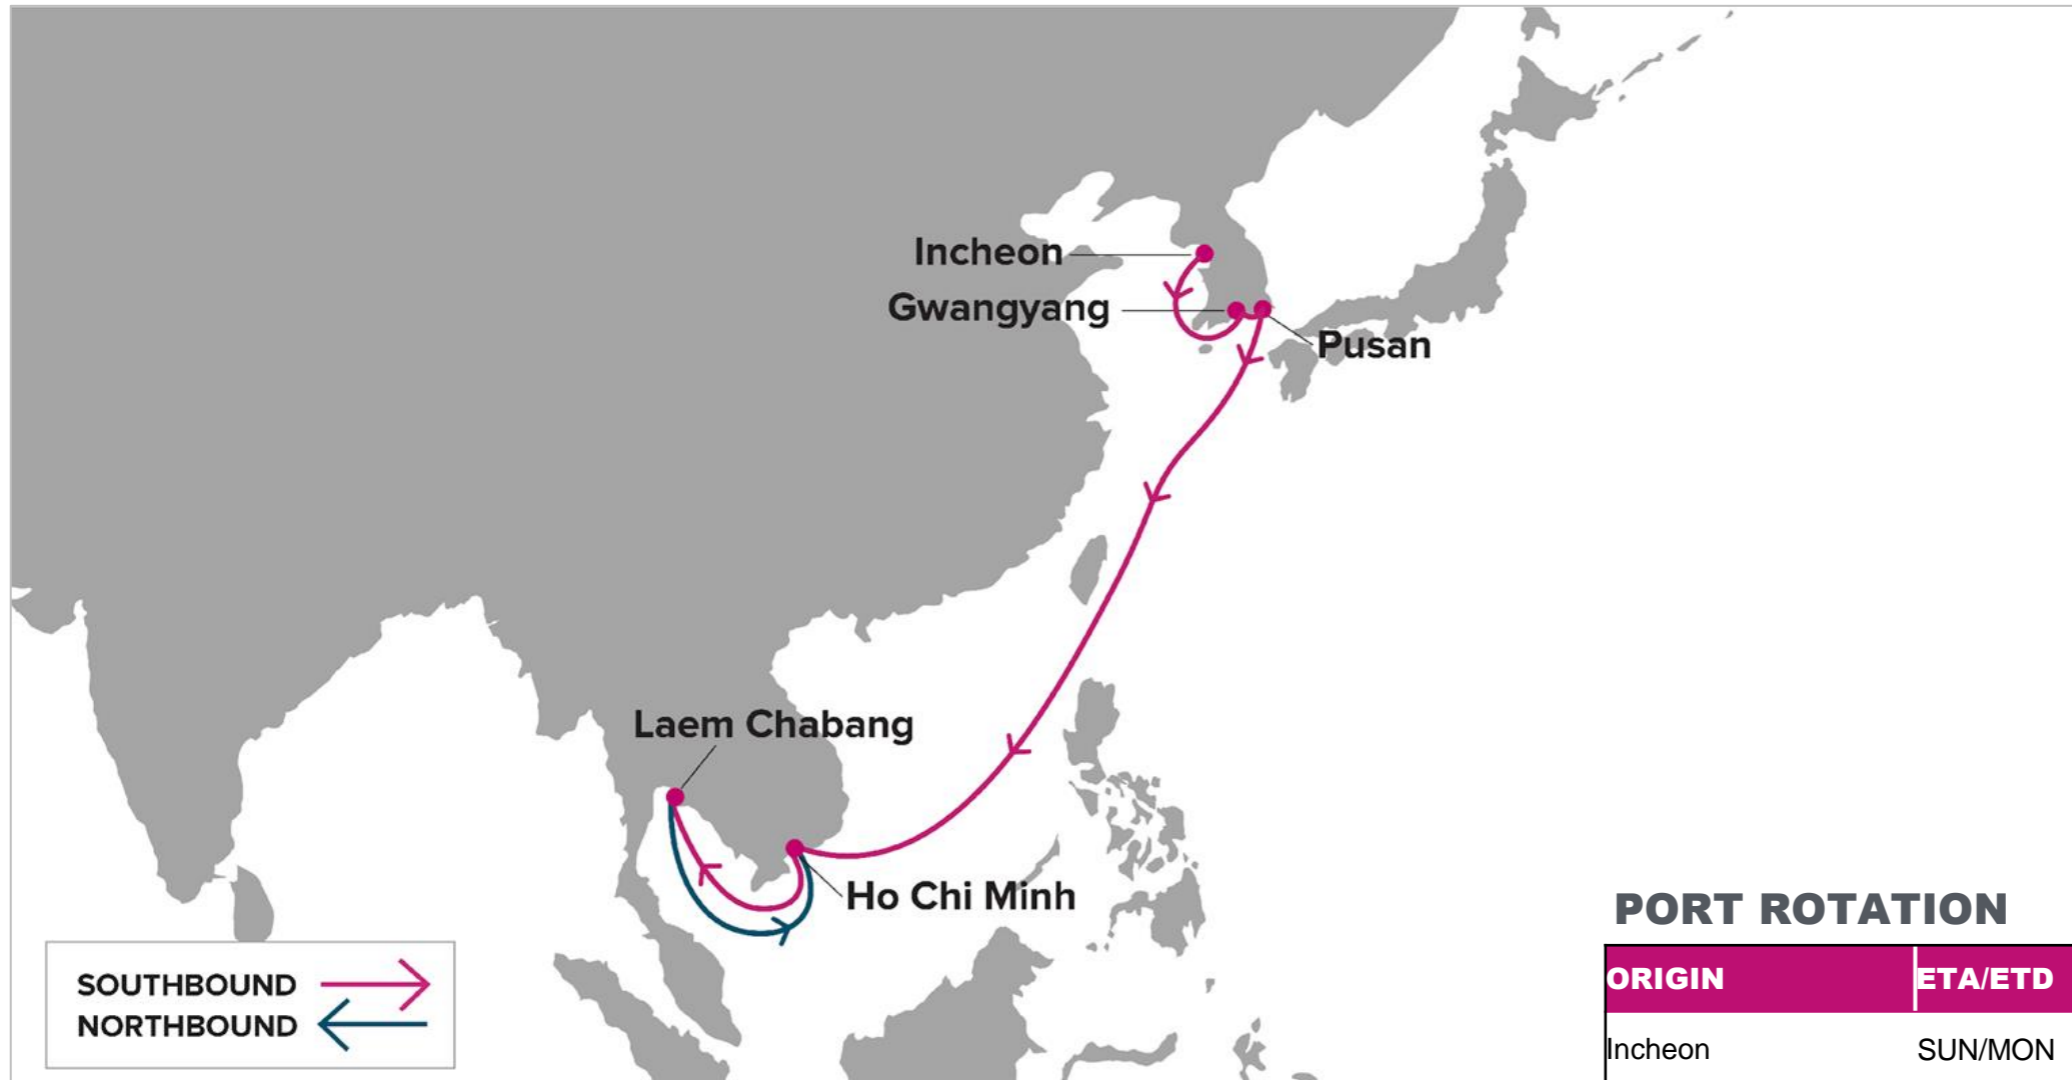 Incheon
Gwangyang
Pusan
Laem Chabang
Ho Chi Minh
SOUTHBOUND
NORTHBOUND
PORT ROTATION
ORIGIN ETA/ETD
Incheon SUN/MON